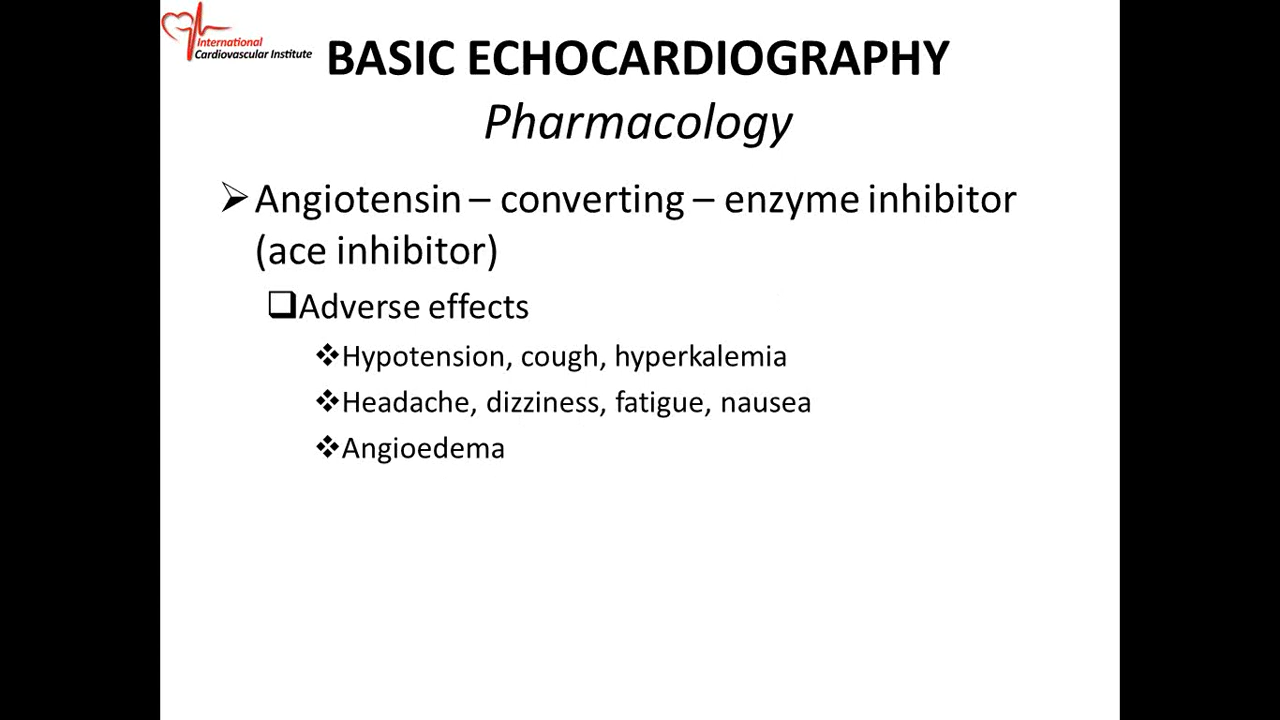 International
Cardiovascular Institute
BASIC ECHOCARDIOGRAPHY
Pharmacology
Angiotensin – converting – enzyme inhibitor
(ace inhibitor)
Adverse effects
Hypotension, cough, hyperkalemia
Headache, dizziness, fatigue, nausea
Angioedema